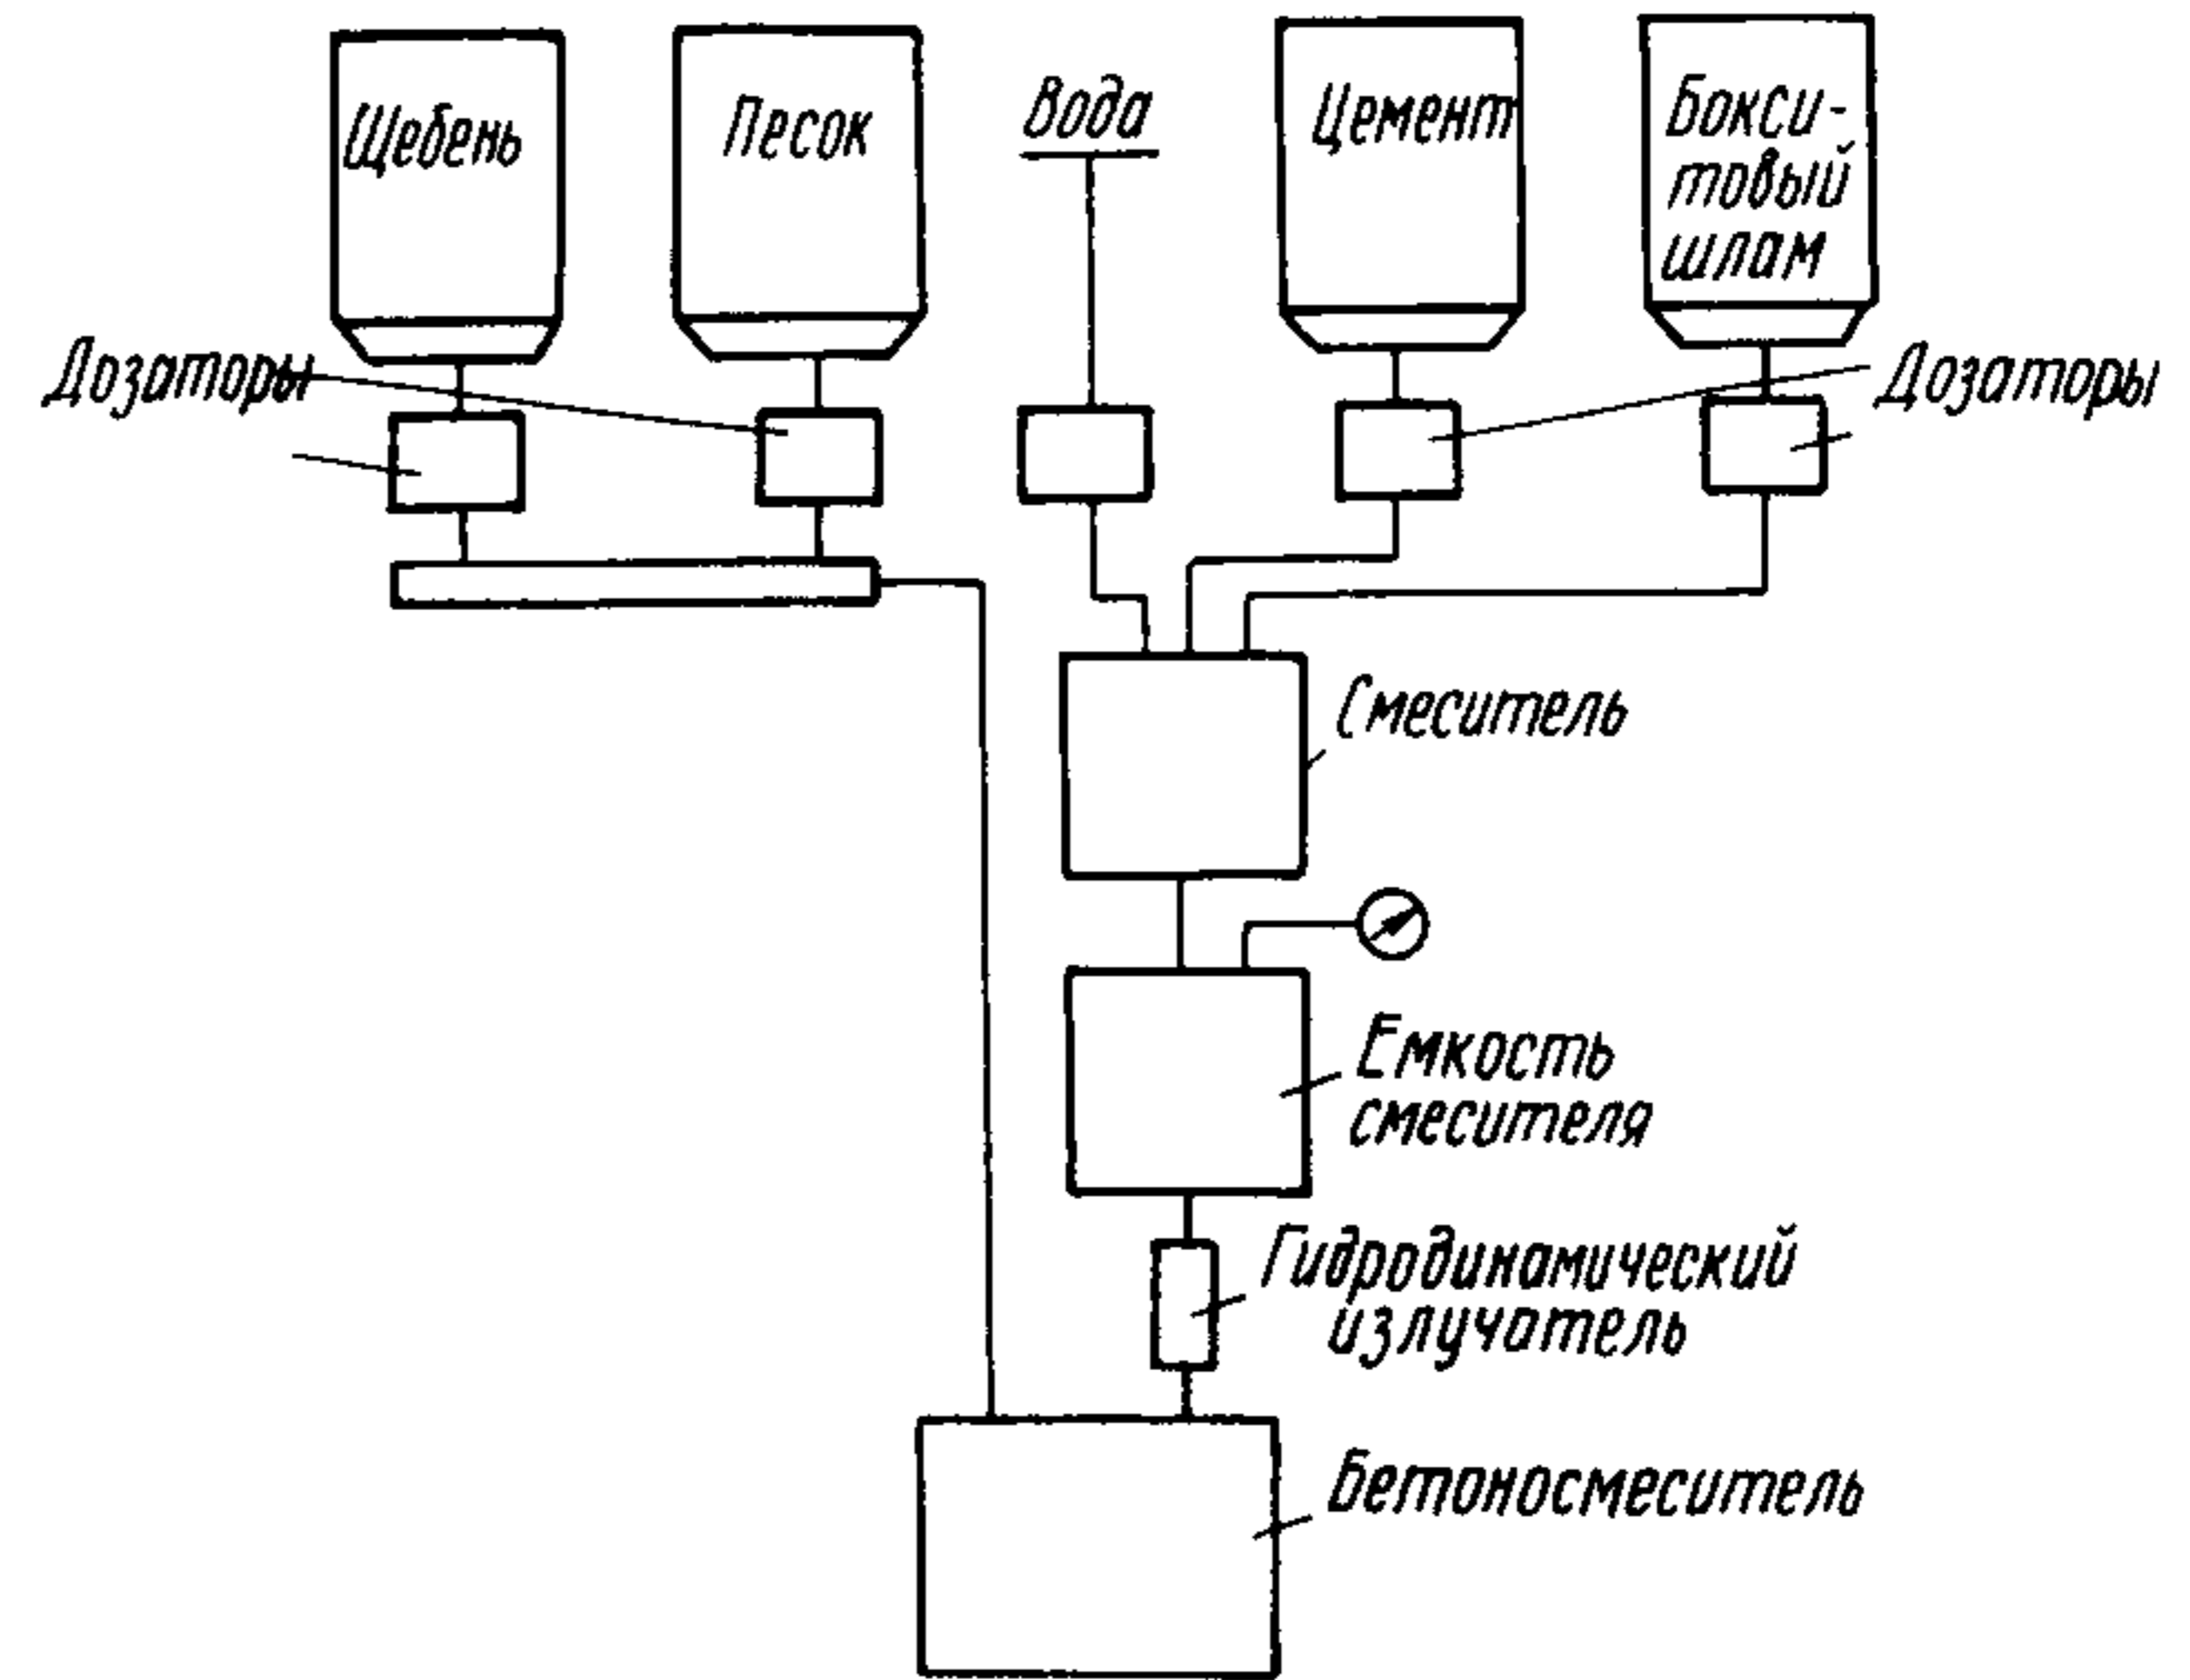 Щебень
Песок
Вода
Цемент
Бокси-
товый
шлам
Дозаторы
Дозаторы
Смеситель
Емкость
смесителя
Гидродинамический
излучатель
Бетоносмеситель